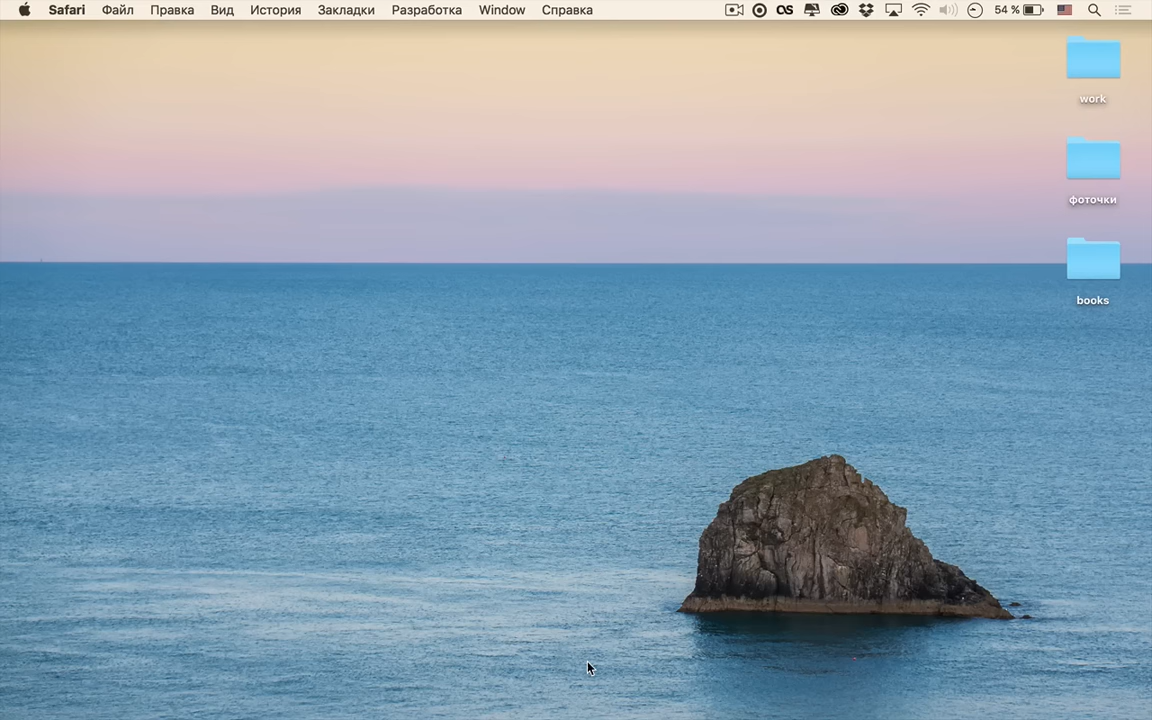 Safari Файл Правка Вид История Закладки Разработка Window Справка 54 %
work
фоточки
books